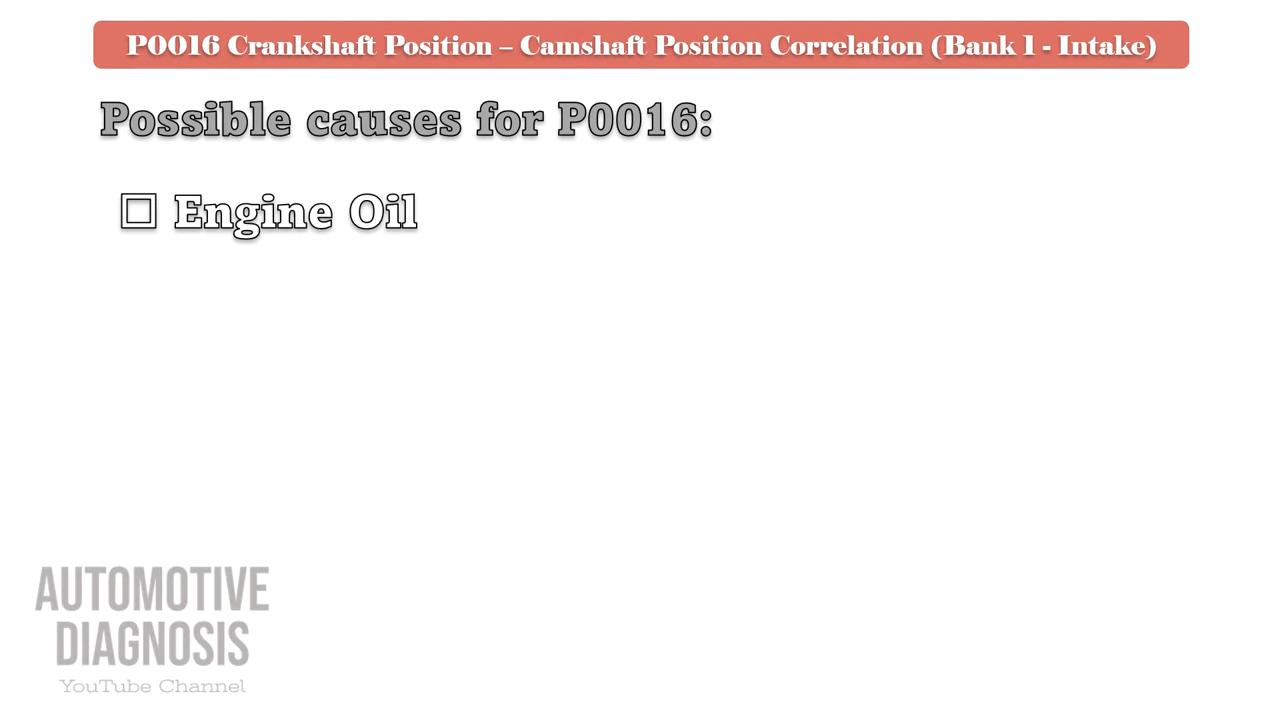 P0016 Crankshaft Position – Camshaft Position Correlation (Bank 1 - Intake)
Possible causes for P0016:
☐ Engine Oil
AUTOMOTIVE
DIAGNOSIS
YouTube Channel